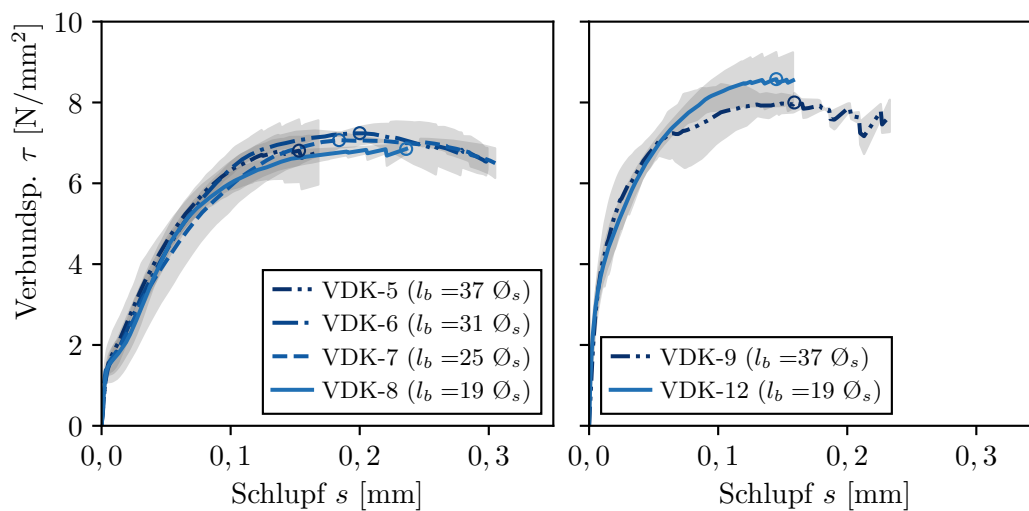 Verbundsp. τ [N/mm²]
10
8
6
4
2
0
VDK-5 (l_b =37 Ø_s)
VDK-6 (l_b =31 Ø_s)
VDK-7 (l_b =25 Ø_s)
VDK-8 (l_b =19 Ø_s)
0,0 0,1 0,2 0,3
Schlupf s [mm]
VDK-9 (l_b =37 Ø_s)
VDK-12 (l_b =19 Ø_s)
0,0 0,1 0,2 0,3
Schlupf s [mm]